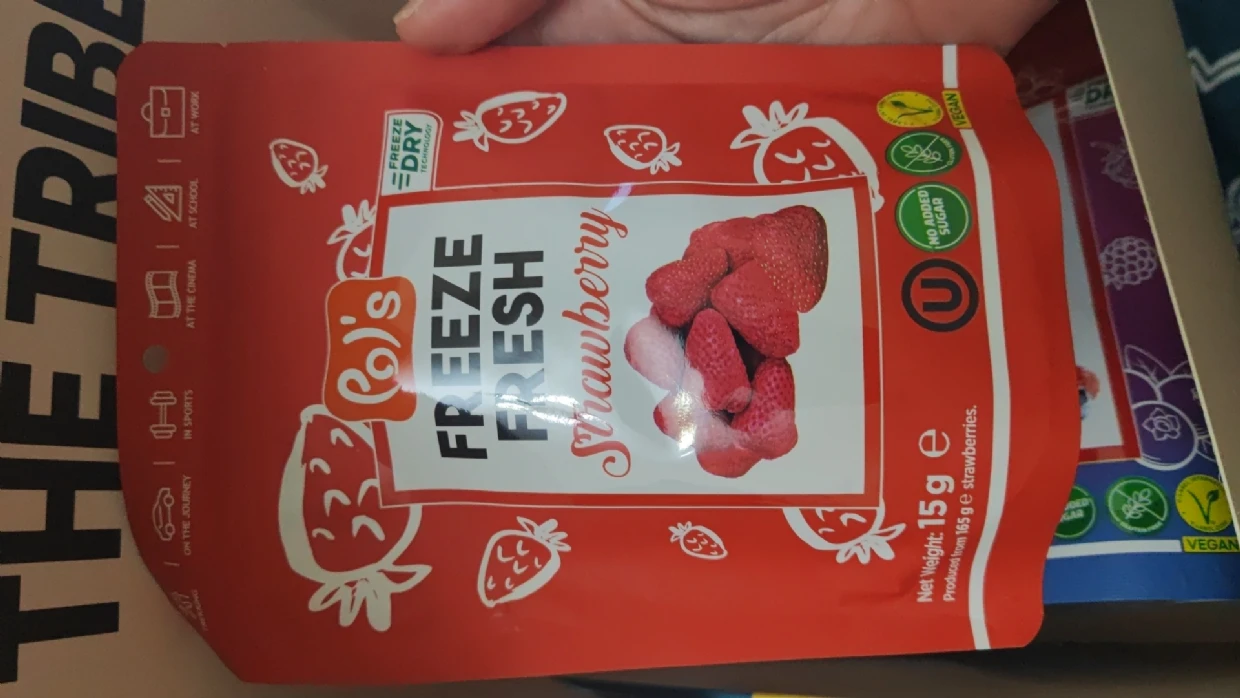 THE TRIBE
AT WORK
AT SCHOOL
AT THE CINEMA
IN SPORTS
ON THE JOURNEY
FREEZE
DRY
TECHNOLOGY
Pol's
FREEZE
FRESH
Strawberry
VEGAN
NO ADDED
SUGAR
U
Net Weight: 15 g e
Produced from 165 g e strawberries.
VEGAN